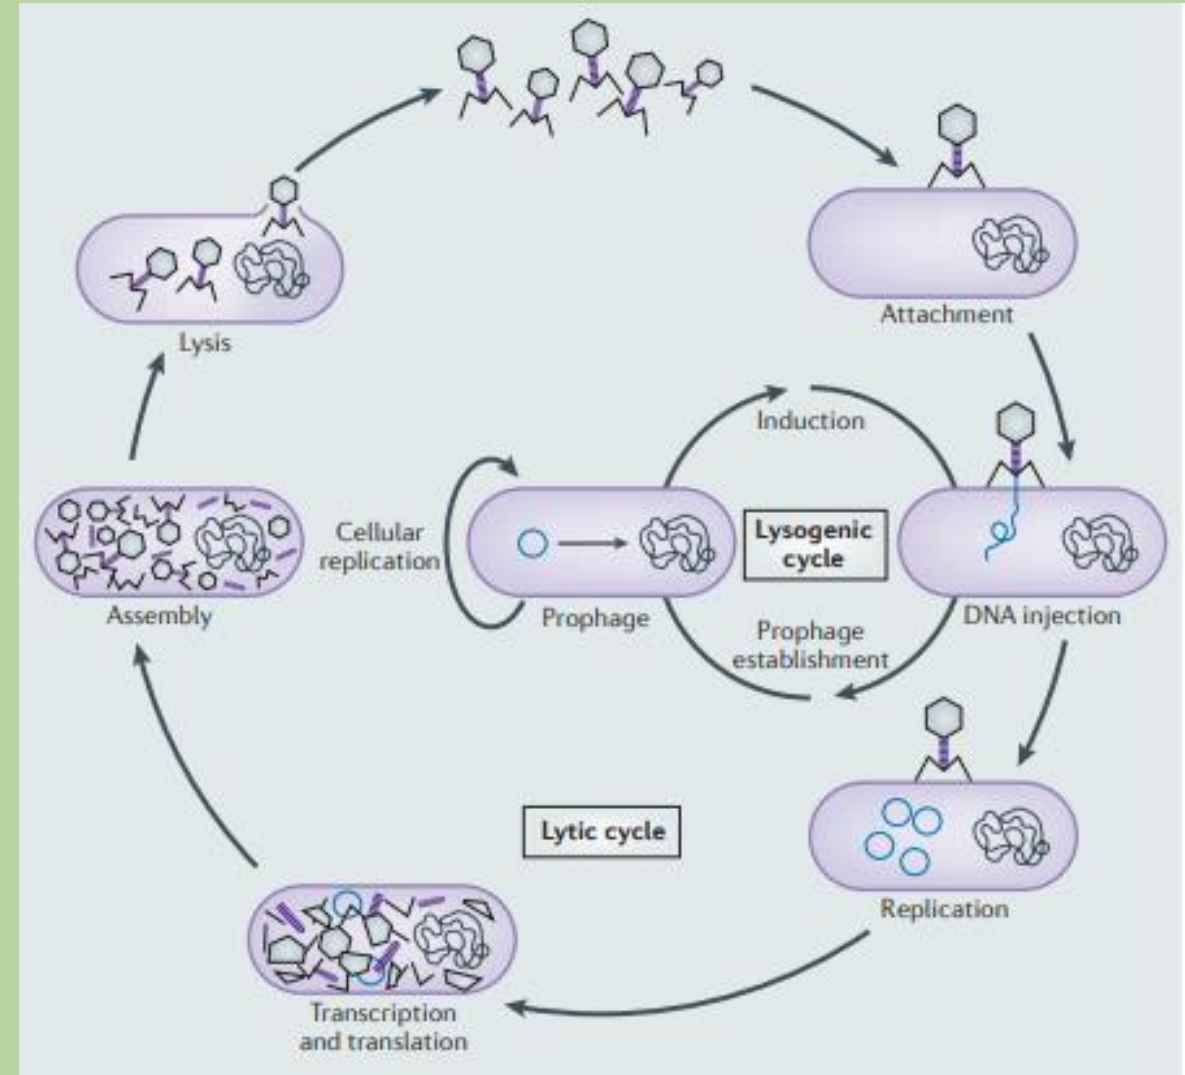 Attachment
Lysis
Induction
Lysogenic
cycle
Cellular
replication
Prophage
DNA injection
Assembly
Prophage
establishment
Lytic cycle
Replication
Transcription
and translation